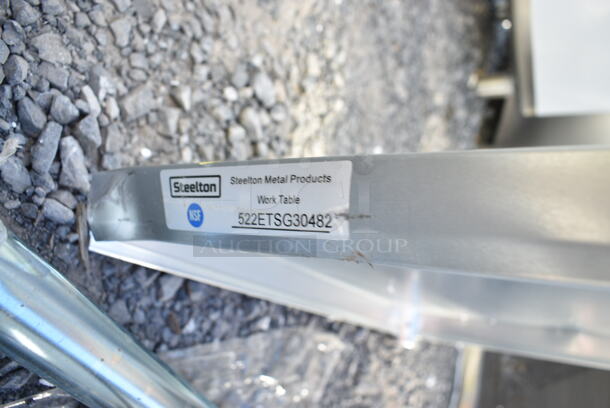 Steelton
Steelton Metal Products
Work Table
NSF
522ETSG30482
AUCTION GROUP